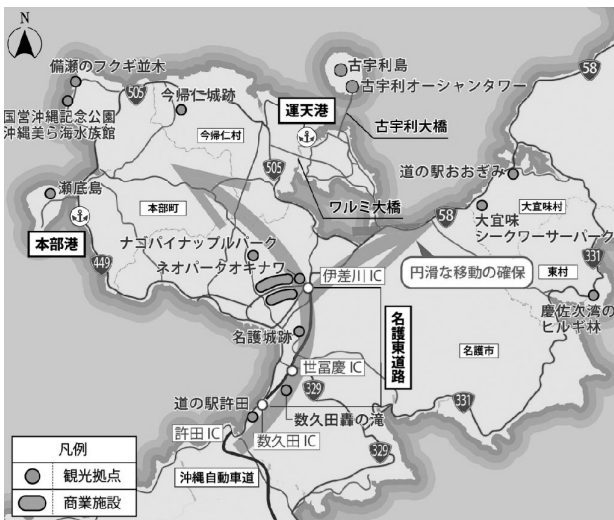 N
備瀬のフクギ並木
505
今帰仁城跡
国営沖縄記念公園
沖縄美ら海水族館
今帰仁村
運天港
古宇利島
古宇利オーシャンタワー
古宇利大橋
58
道の駅おおぎみ
瀬底島
本部町
505
ワルミ大橋
58
大宜味村
大宜味
シークワーサーパーク
331
本部港
449
ナゴパイナップルパーク
ネオパークオキナワ
伊差川IC
円滑な移動の確保
東村
慶佐次湾の
ヒルギ林
名護城跡
名護東道路
名護市
世冨慶IC
329
331
道の駅許田
数久田轟の滝
許田IC
数久田IC
329
沖縄自動車道
凡例
観光拠点
商業施設